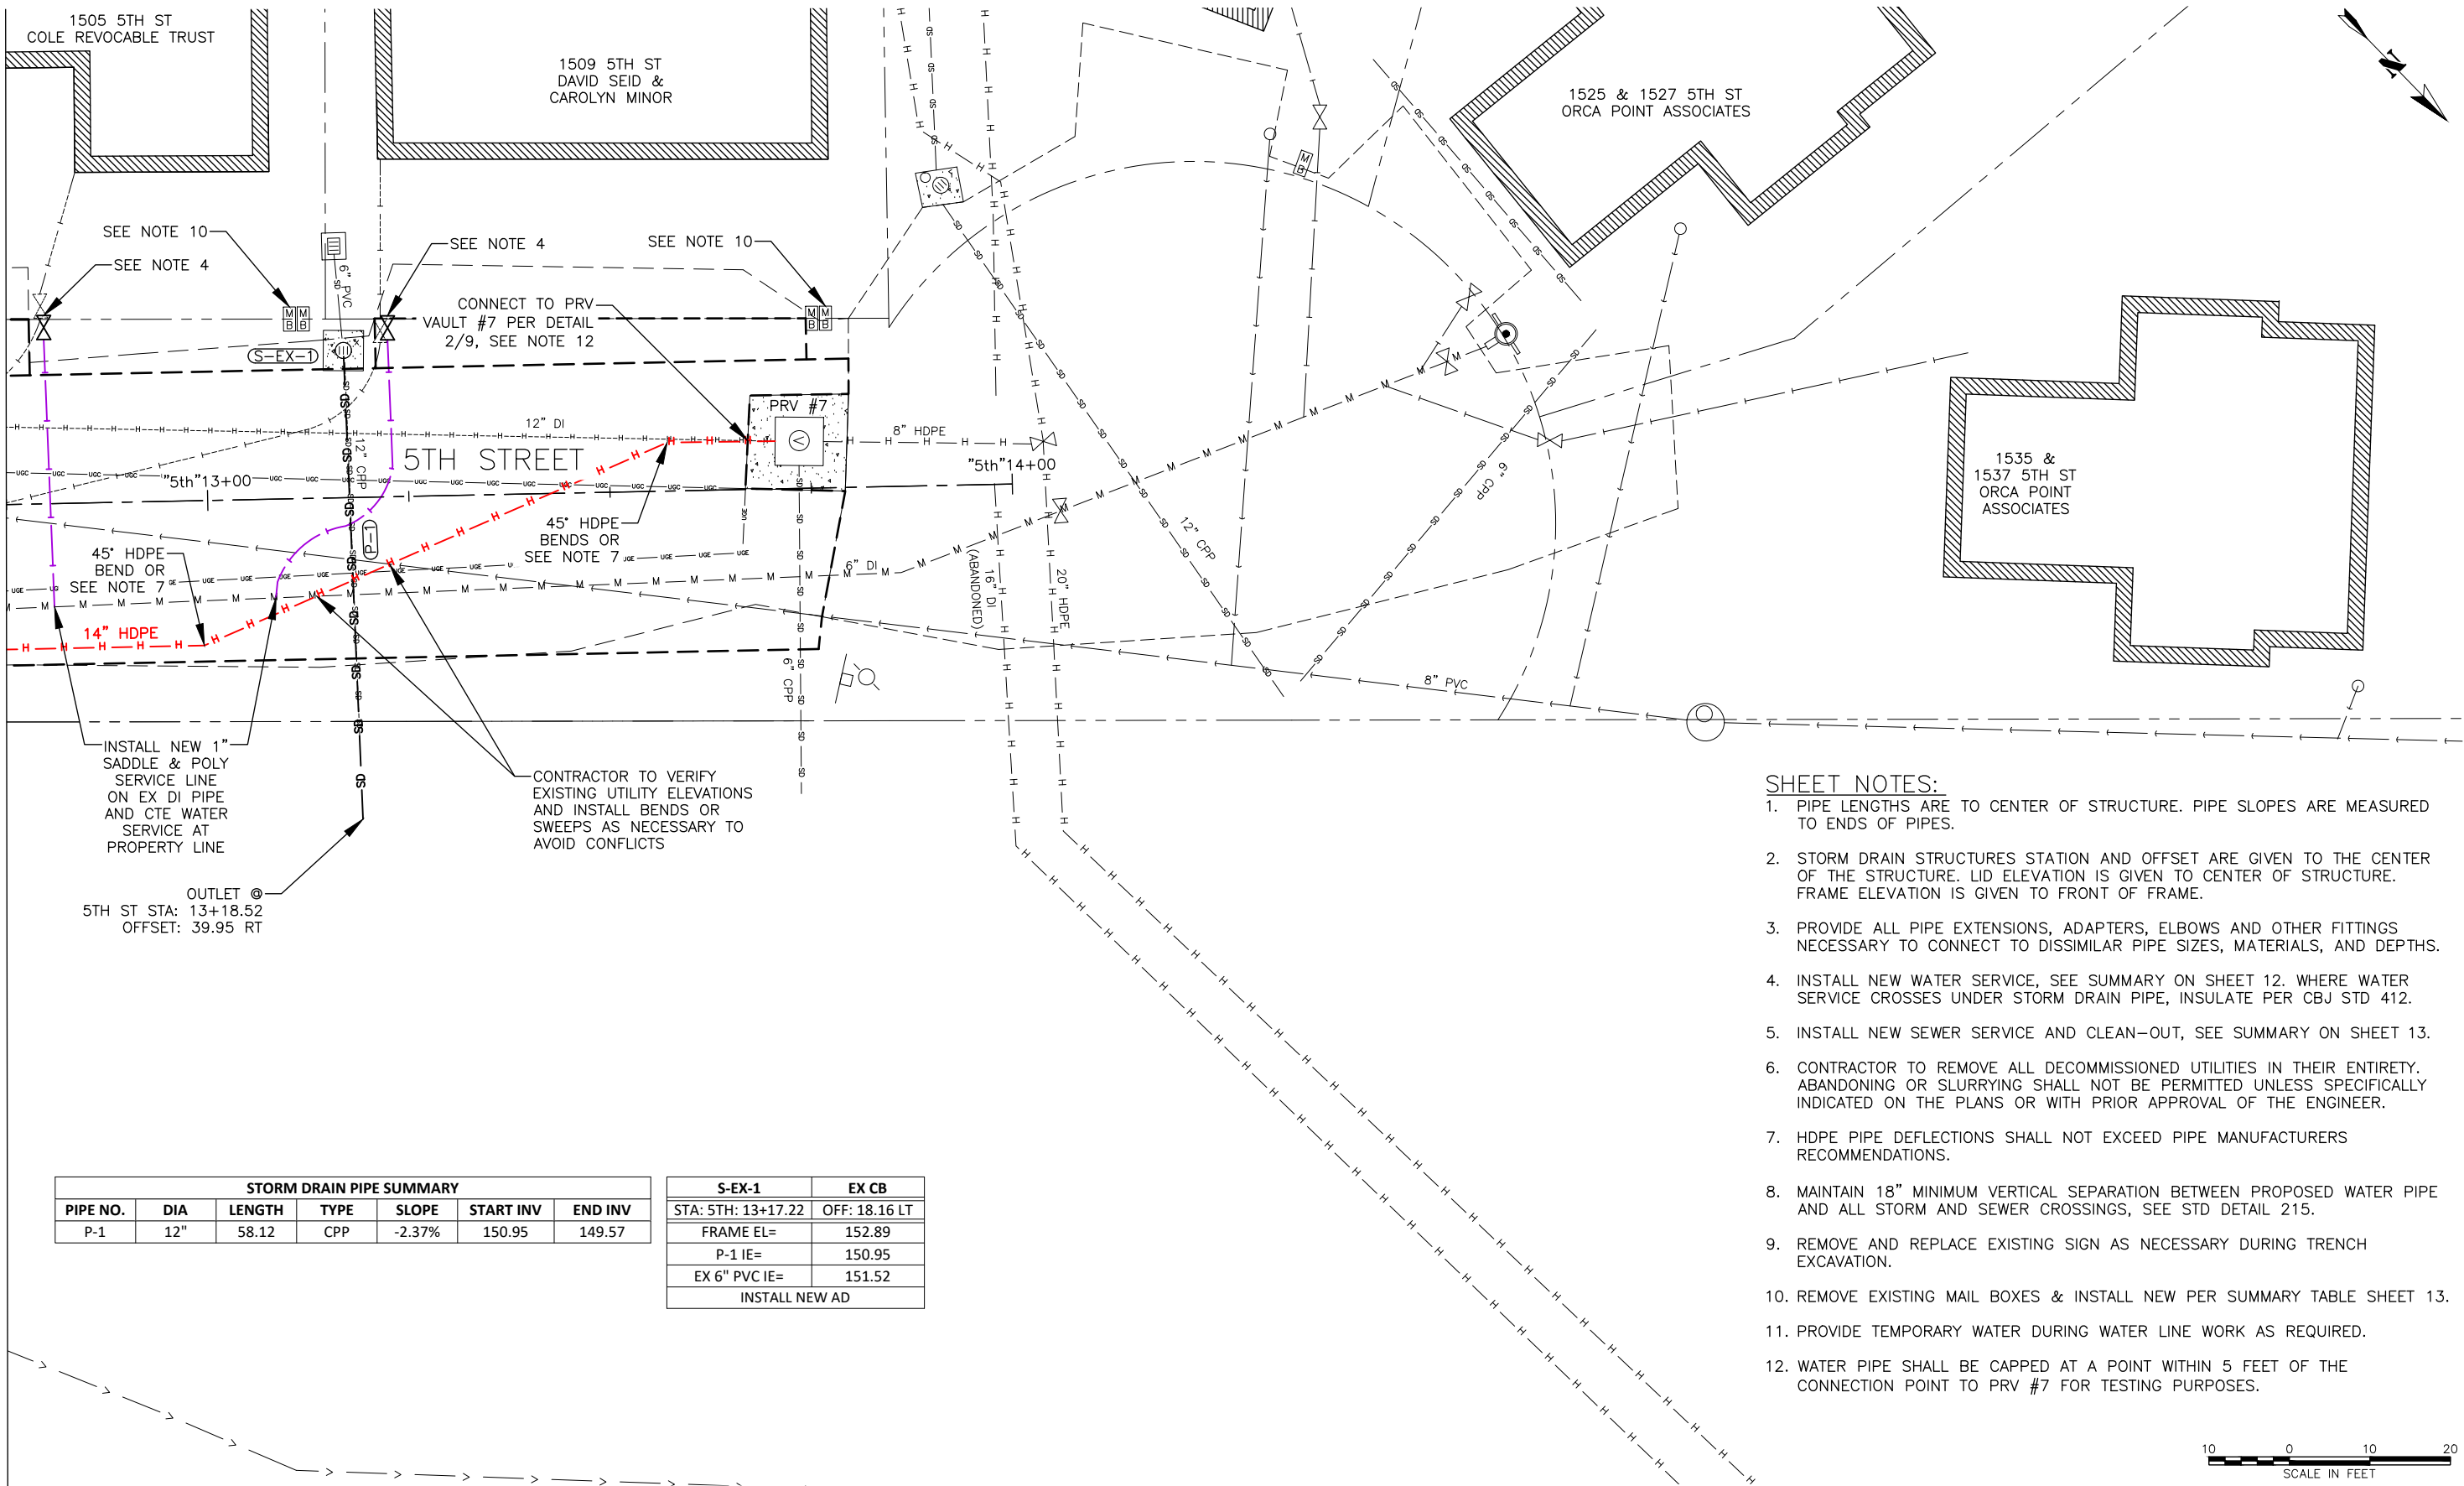 1505 5TH ST
COLE REVOCABLE TRUST
1509 5TH ST
DAVID SEID &
CAROLYN MINOR
1525 & 1527 5TH ST
ORCA POINT ASSOCIATES
N
SEE NOTE 10
SEE NOTE 4
SEE NOTE 4
SEE NOTE 10
6" PVC
M M
B B
M M
B B
M
B
CONNECT TO PRV
VAULT #7 PER DETAIL
2/9, SEE NOTE 12
S-EX-1
PRV #7
V
12" DI
8" HDPE
12" CPP
5TH STREET
"5th"13+00
"5th"14+00
P-1
45° HDPE
BENDS OR
SEE NOTE 7
45° HDPE
BEND OR
SEE NOTE 7
6" DI
14" HDPE
16" DI
(ABANDONED)
20" HDPE
12" CPP
6" CPP
6" CPP
8" PVC
1535 &
1537 5TH ST
ORCA POINT
ASSOCIATES
INSTALL NEW 1"
SADDLE & POLY
SERVICE LINE
ON EX DI PIPE
AND CTE WATER
SERVICE AT
PROPERTY LINE
CONTRACTOR TO VERIFY
EXISTING UTILITY ELEVATIONS
AND INSTALL BENDS OR
SWEEPS AS NECESSARY TO
AVOID CONFLICTS
OUTLET @
5TH ST STA: 13+18.52
OFFSET: 39.95 RT
STORM DRAIN PIPE SUMMARY
PIPE NO. DIA LENGTH TYPE SLOPE START INV END INV
P-1 12" 58.12 CPP -2.37% 150.95 149.57
S-EX-1 EX CB
STA: 5TH: 13+17.22 OFF: 18.16 LT
FRAME EL= 152.89
P-1 IE= 150.95
EX 6" PVC IE= 151.52
INSTALL NEW AD
SHEET NOTES:
1. PIPE LENGTHS ARE TO CENTER OF STRUCTURE. PIPE SLOPES ARE MEASURED
TO ENDS OF PIPES.
2. STORM DRAIN STRUCTURES STATION AND OFFSET ARE GIVEN TO THE CENTER
OF THE STRUCTURE. LID ELEVATION IS GIVEN TO CENTER OF STRUCTURE.
FRAME ELEVATION IS GIVEN TO FRONT OF FRAME.
3. PROVIDE ALL PIPE EXTENSIONS, ADAPTERS, ELBOWS AND OTHER FITTINGS
NECESSARY TO CONNECT TO DISSIMILAR PIPE SIZES, MATERIALS, AND DEPTHS.
4. INSTALL NEW WATER SERVICE, SEE SUMMARY ON SHEET 12. WHERE WATER
SERVICE CROSSES UNDER STORM DRAIN PIPE, INSULATE PER CBJ STD 412.
5. INSTALL NEW SEWER SERVICE AND CLEAN-OUT, SEE SUMMARY ON SHEET 13.
6. CONTRACTOR TO REMOVE ALL DECOMMISSIONED UTILITIES IN THEIR ENTIRETY.
ABANDONING OR SLURRYING SHALL NOT BE PERMITTED UNLESS SPECIFICALLY
INDICATED ON THE PLANS OR WITH PRIOR APPROVAL OF THE ENGINEER.
7. HDPE PIPE DEFLECTIONS SHALL NOT EXCEED PIPE MANUFACTURERS
RECOMMENDATIONS.
8. MAINTAIN 18" MINIMUM VERTICAL SEPARATION BETWEEN PROPOSED WATER PIPE
AND ALL STORM AND SEWER CROSSINGS, SEE STD DETAIL 215.
9. REMOVE AND REPLACE EXISTING SIGN AS NECESSARY DURING TRENCH
EXCAVATION.
10. REMOVE EXISTING MAIL BOXES & INSTALL NEW PER SUMMARY TABLE SHEET 13.
11. PROVIDE TEMPORARY WATER DURING WATER LINE WORK AS REQUIRED.
12. WATER PIPE SHALL BE CAPPED AT A POINT WITHIN 5 FEET OF THE
CONNECTION POINT TO PRV #7 FOR TESTING PURPOSES.
10 0 10 20
SCALE IN FEET